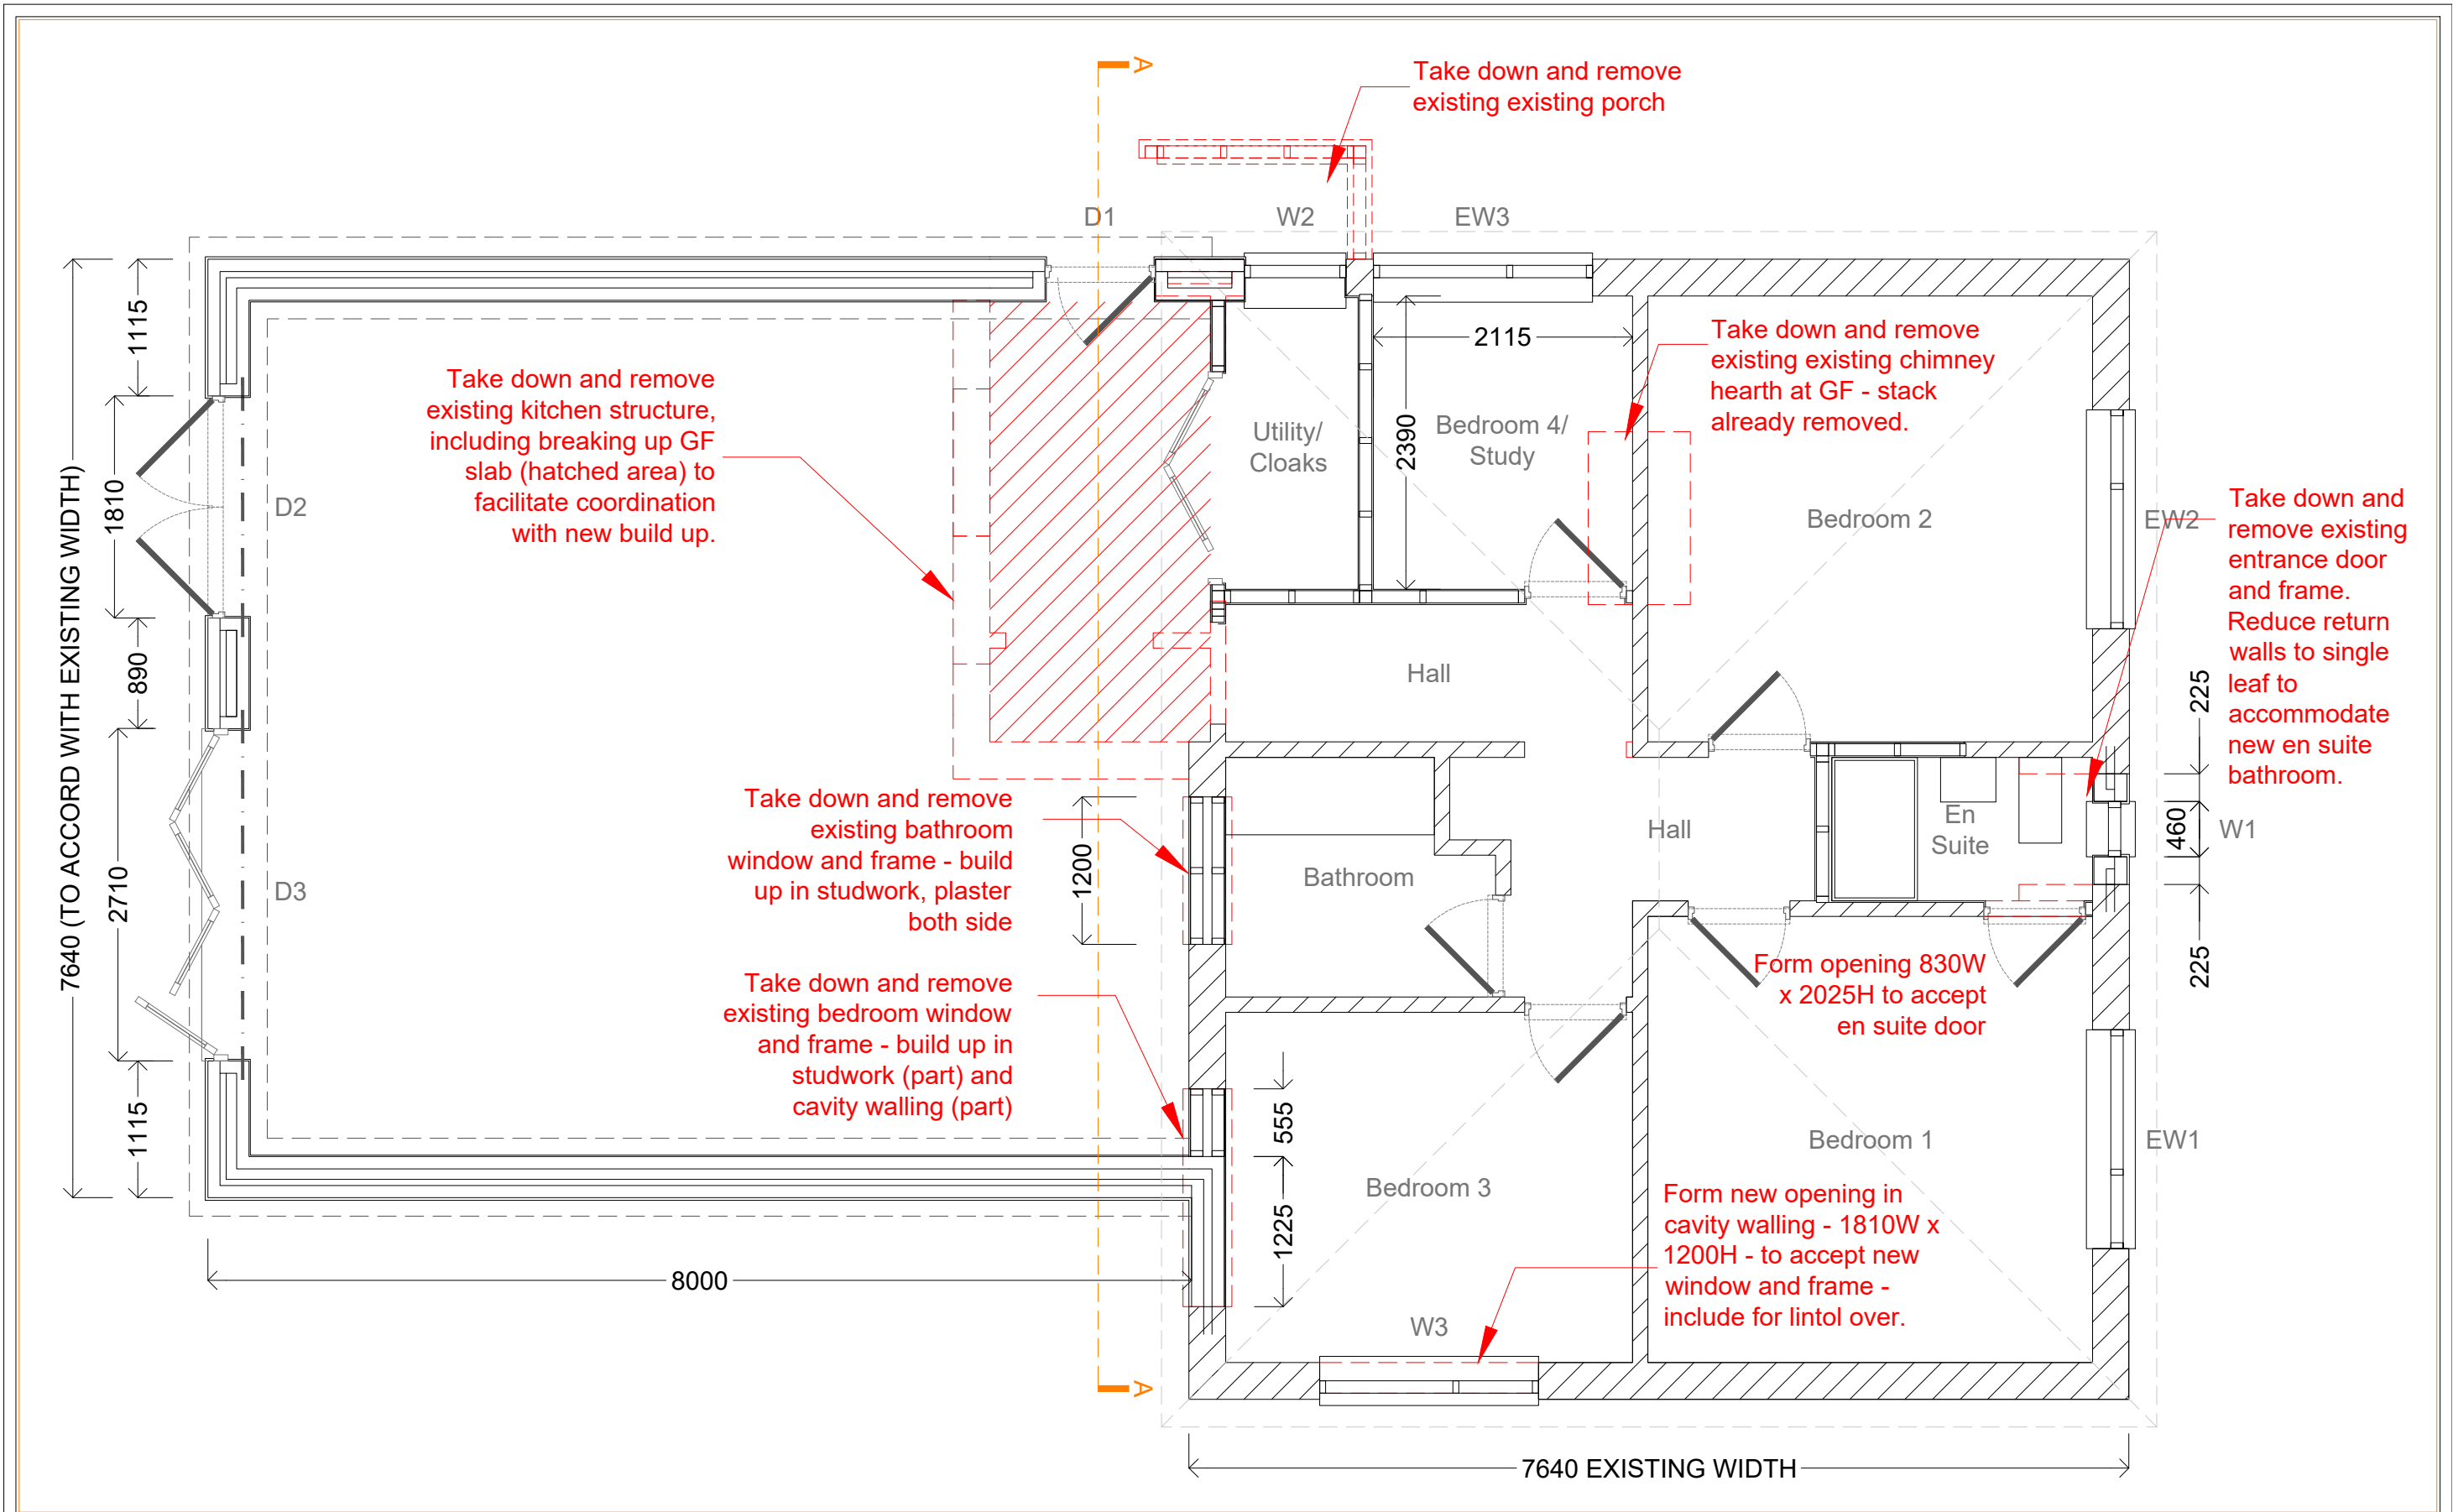 A
Take down and remove
existing existing porch
D1
W2
EW3
1115
2115
Take down and remove
existing existing chimney
hearth at GF - stack
already removed.
Take down and remove
existing kitchen structure,
including breaking up GF
slab (hatched area) to
facilitate coordination
with new build up.
Utility/
Cloaks
2390
Bedroom 4/
Study
7640 (TO ACCORD WITH EXISTING WIDTH)
1810
D2
Bedroom 2
EW2
Take down and
remove existing
entrance door
and frame.
Reduce return
walls to single
leaf to
accommodate
new en suite
bathroom.
890
Hall
225
Take down and remove
existing bathroom
window and frame - build
up in studwork, plaster
both side
1200
2710
D3
Bathroom
Hall
En
Suite
460
W1
225
Form opening 830W
x 2025H to accept
en suite door
Take down and remove
existing bedroom window
and frame - build up in
studwork (part) and
cavity walling (part)
1115
555
Bedroom 1
EW1
Bedroom 3
1225
Form new opening in
cavity walling - 1810W x
1200H - to accept new
window and frame -
include for lintol over.
8000
W3
A
7640 EXISTING WIDTH